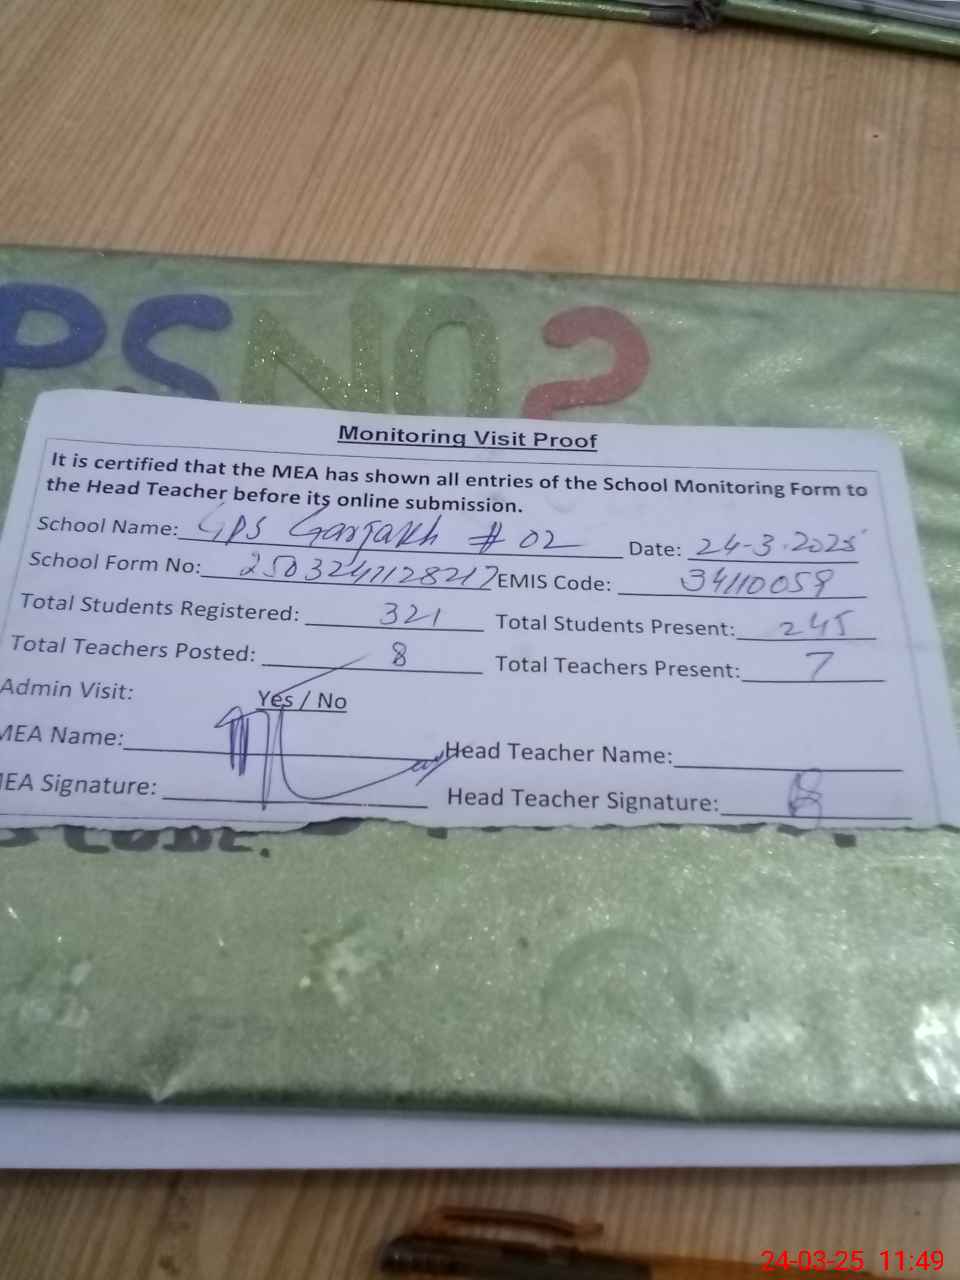 PS NO 2
Monitoring Visit Proof
It is certified that the MEA has shown all entries of the School Monitoring Form to
the Head Teacher before its online submission.
School Name: GPS Garjakh # 02 Date: 24-3-2025
School Form No: 2503241128217 EMIS Code: 34110059
Total Students Registered: 321 Total Students Present: 245
Total Teachers Posted: 8 Total Teachers Present: 7
Admin Visit: Yes / No
MEA Name: Head Teacher Name:
MEA Signature: Head Teacher Signature:
CODE.
24-03-25 11:49